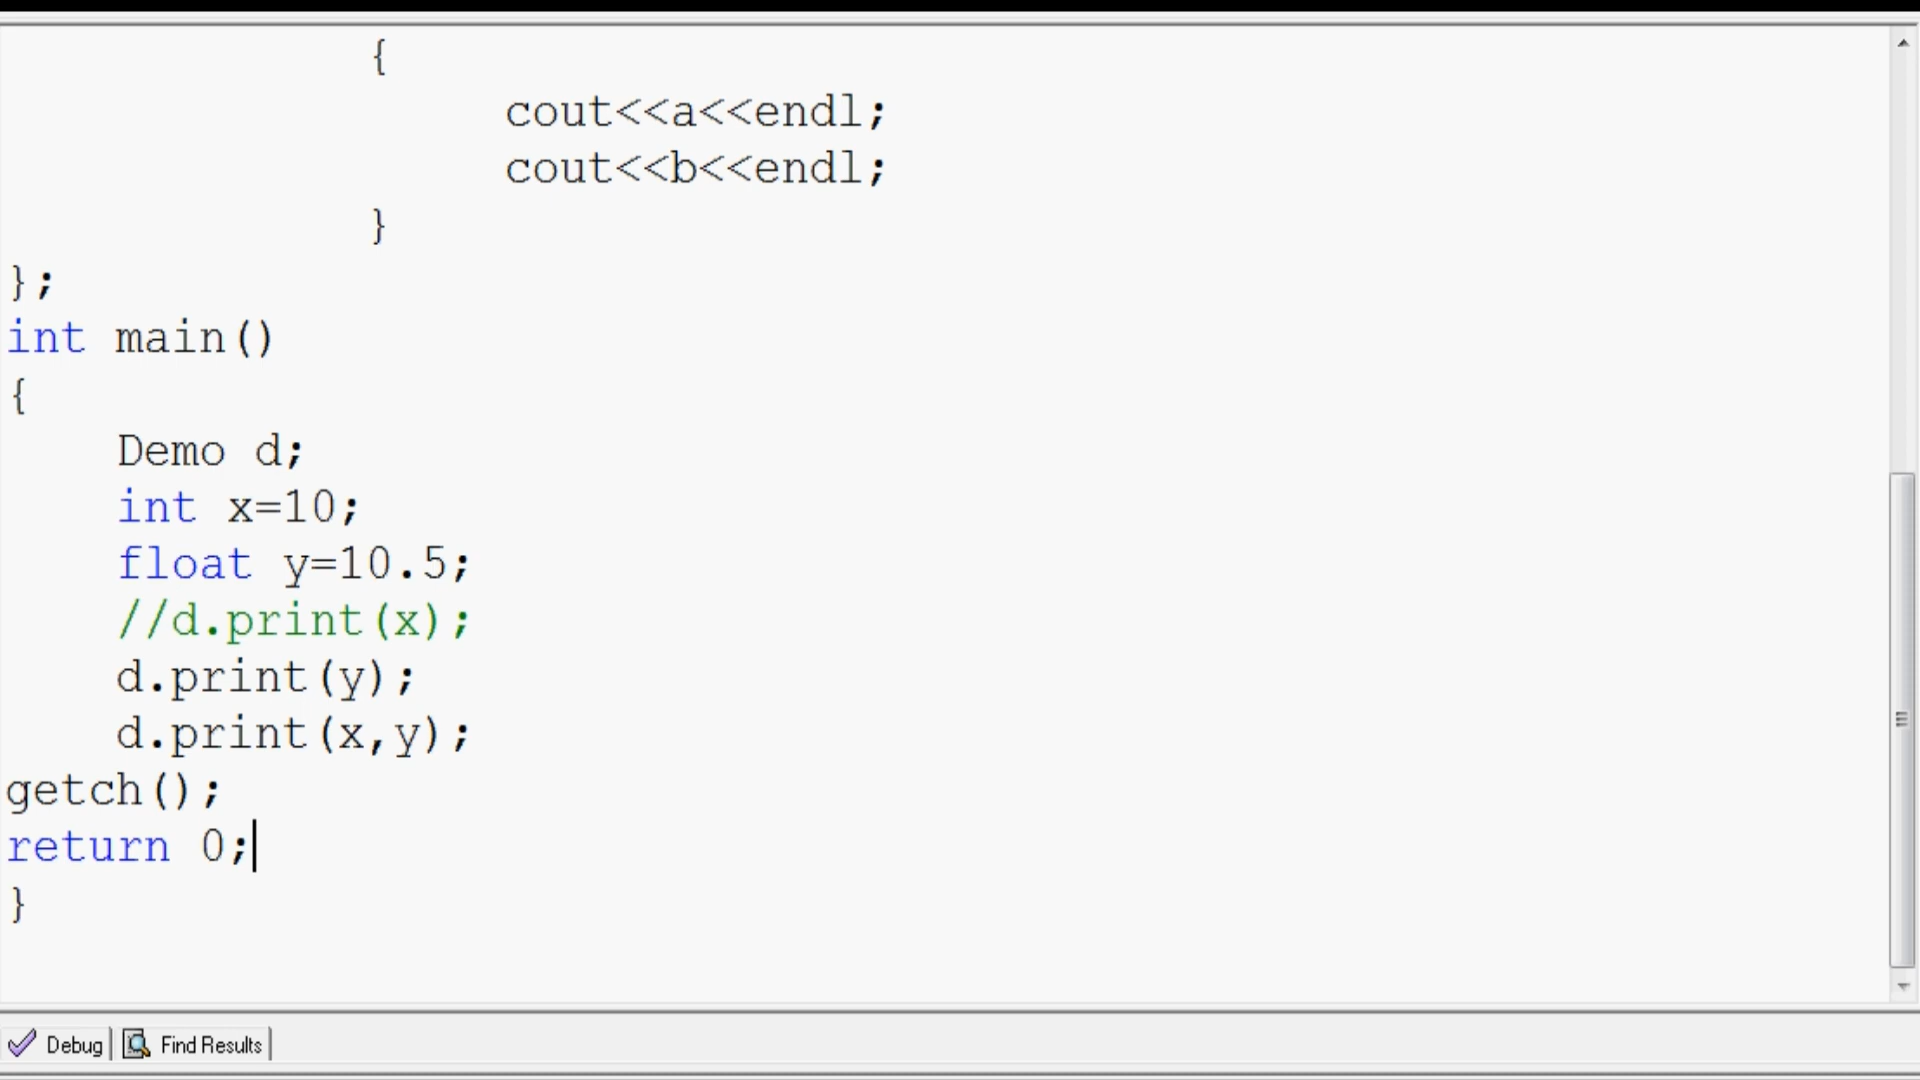 {
cout<<a<<endl;
cout<<b<<endl;
}
};
int main()
{
Demo d;
int x=10;
float y=10.5;
//d.print(x);
d.print(y);
d.print(x,y);
getch();
return 0;
}
Debug Find Results